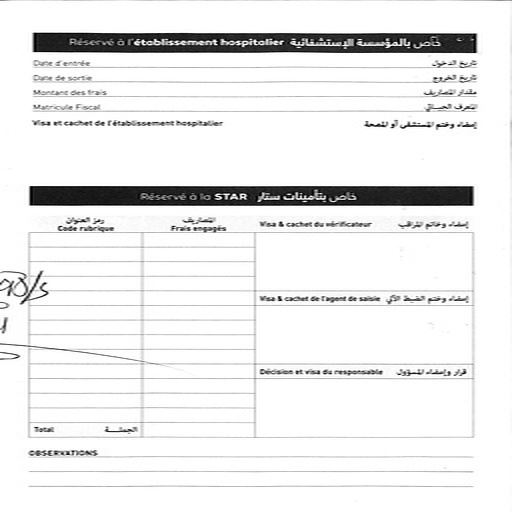 Réservé à l'établissement hospitalier خاص بالمؤسسة الإستشفائية
Date d'entrée تاريخ الدخول
Date de sortie تاريخ الخروج
Montant des frais مقدار المصاريف
Matricule Fiscal المعرف الجبائي
Visa et cachet de l'établissement hospitalier إمضاء وختم المستشفى أو المصحة
Réservé à la STAR خاص بتأمينات ستار
رمز العنوان المصاريف
Code rubrique Frais engagés Visa & cachet du vérificateur إمضاء وخاتم المراقب
Visa & cachet de l'agent de saisie إمضاء وختم الضبط الآلي
Décision et visa du responsable قرار وإمضاء المسؤول
Total الجملة
OBSERVATIONS